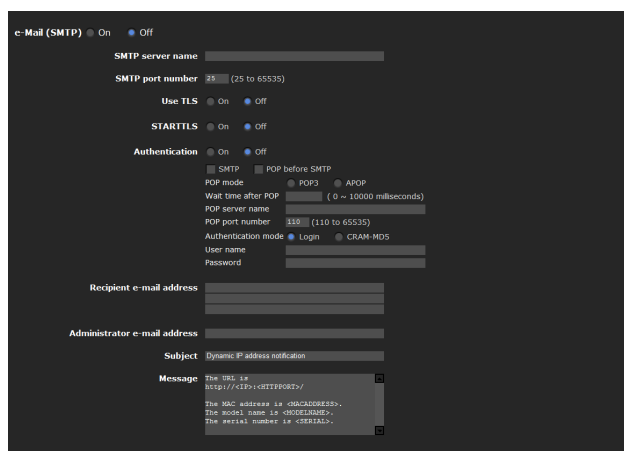 e-Mail (SMTP) On Off
SMTP server name
SMTP port number 25 (25 to 65535)
Use TLS On Off
STARTTLS On Off
Authentication On Off
SMTP POP before SMTP
POP mode POP3 APOP
Wait time after POP ( 0 ~ 10000 milliseconds)
POP server name
POP port number 110 (110 to 65535)
Authentication mode Login CRAM-MD5
User name
Password
Recipient e-mail address
Administrator e-mail address
Subject Dynamic IP address notification
Message The URL is
http://<IP>:<HTTPPORT>/
The MAC address is <MACADDRESS>.
The model name is <MODELNAME>.
The serial number is <SERIAL>.